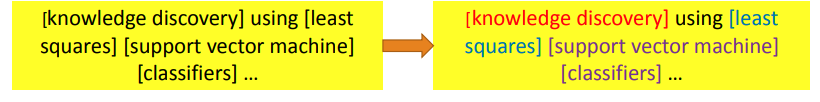 [knowledge discovery] using [least
squares] [support vector machine]
[classifiers] ...
[knowledge discovery] using [least
squares] [support vector machine]
[classifiers] ...